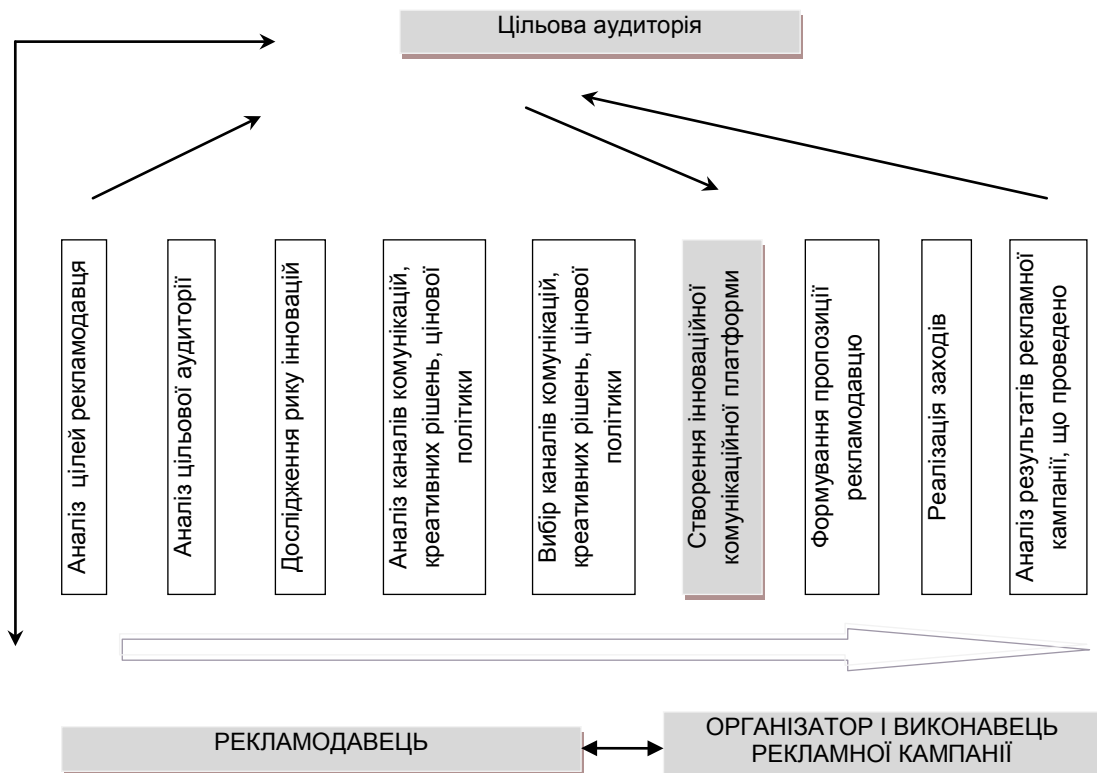 Цільова аудиторія
Аналіз цілей рекламодавця
Аналіз цільової аудиторії
Дослідження рику інновацій
Аналіз каналів комунікацій,
креативних рішень, цінової
політики
Вибір каналів комунікацій,
креативних рішень, цінової
політики
Створення інноваційної
комунікаційної платформи
Формування пропозиції
рекламодавцю
Реалізація заходів
Аналіз результатів рекламної
кампанії, що проведено
РЕКЛАМОДАВЕЦЬ
ОРГАНІЗАТОР І ВИКОНАВЕЦЬ
РЕКЛАМНОЇ КАМПАНІЇ